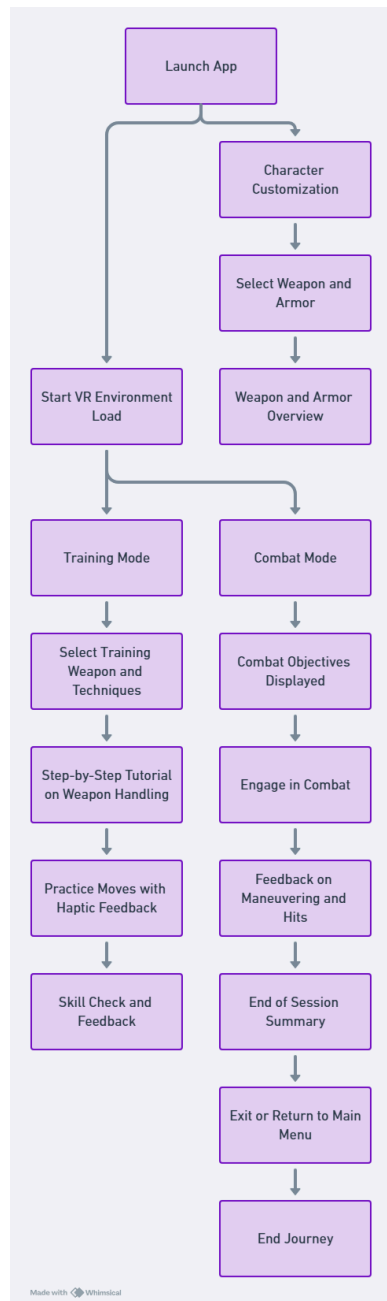 Launch App
Character
Customization
Select Weapon and
Armor
Start VR Environment
Load
Weapon and Armor
Overview
Training Mode
Combat Mode
Select Training
Weapon and
Techniques
Combat Objectives
Displayed
Step-by-Step Tutorial
on Weapon Handling
Engage in Combat
Practice Moves with
Haptic Feedback
Feedback on
Maneuvering and
Hits
Skill Check and
Feedback
End of Session
Summary
Exit or Return to Main
Menu
End Journey
Made with Whimsical